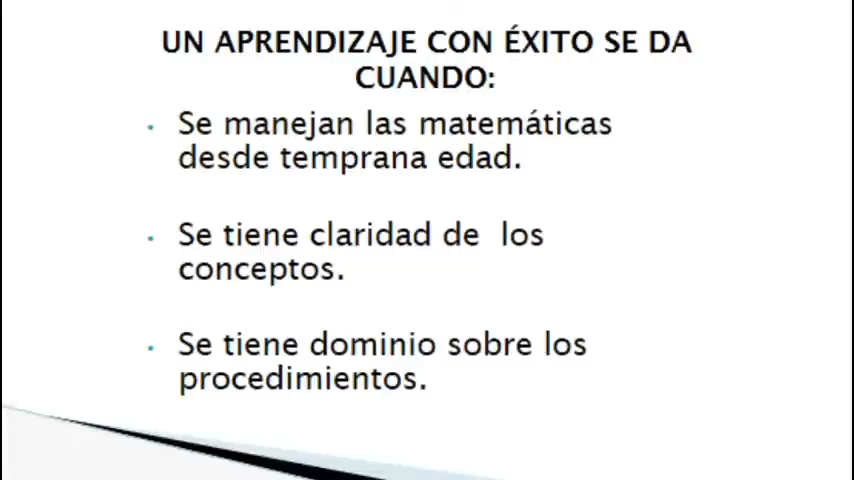 UN APRENDIZAJE CON ÉXITO SE DA
CUANDO:
• Se manejan las matemáticas
desde temprana edad.
• Se tiene claridad de los
conceptos.
• Se tiene dominio sobre los
procedimientos.